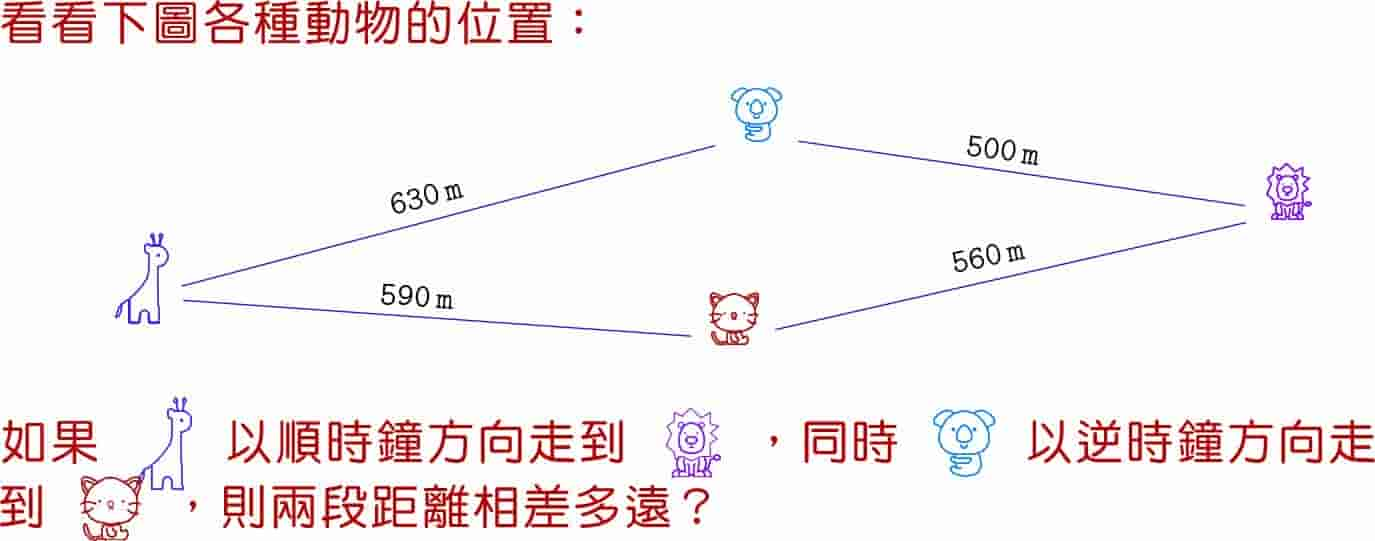 看看下圖各種動物的位置：
630 m
500 m
590 m
560 m
如果 以順時鐘方向走到 ，同時 以逆時鐘方向走
到 ，則兩段距離相差多遠？